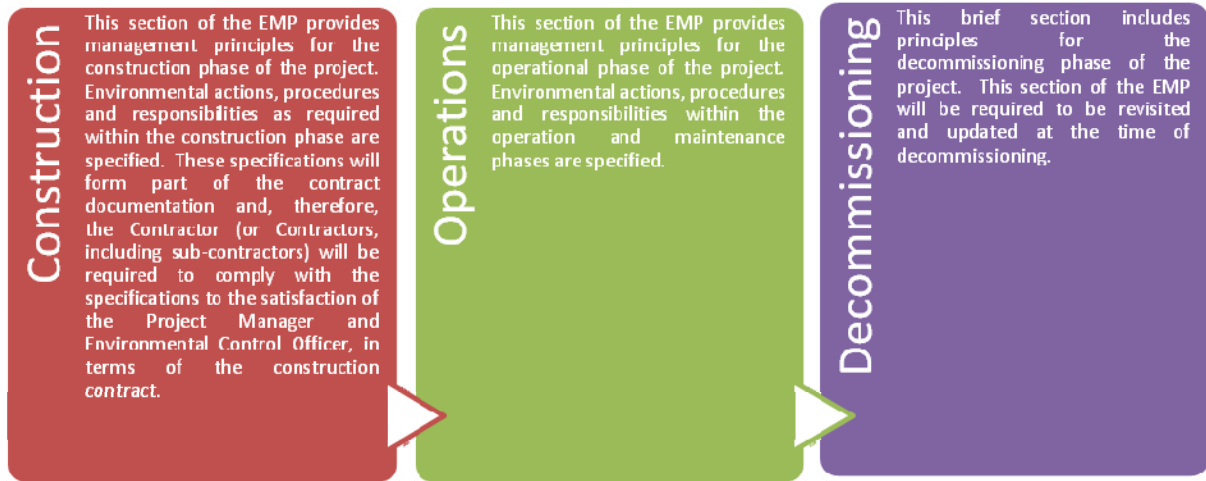 Construction
This section of the EMP provides
management principles for the
construction phase of the project.
Environmental actions, procedures
and responsibilities as required
within the construction phase are
specified. These specifications will
form part of the contract
documentation and, therefore,
the Contractor (or Contractors,
including sub-contractors) will be
required to comply with the
specifications to the satisfaction of
the Project Manager and
Environmental Control Officer, in
terms of the construction
contract.
Operations
This section of the EMP provides
management principles for the
operational phase of the project.
Environmental actions, procedures
and responsibilities within the
operation and maintenance
phases are specified.
Decommissioning
This brief section includes
principles for the
decommissioning phase of the
project. This section of the EMP
will be required to be revisited
and updated at the time of
decommissioning.